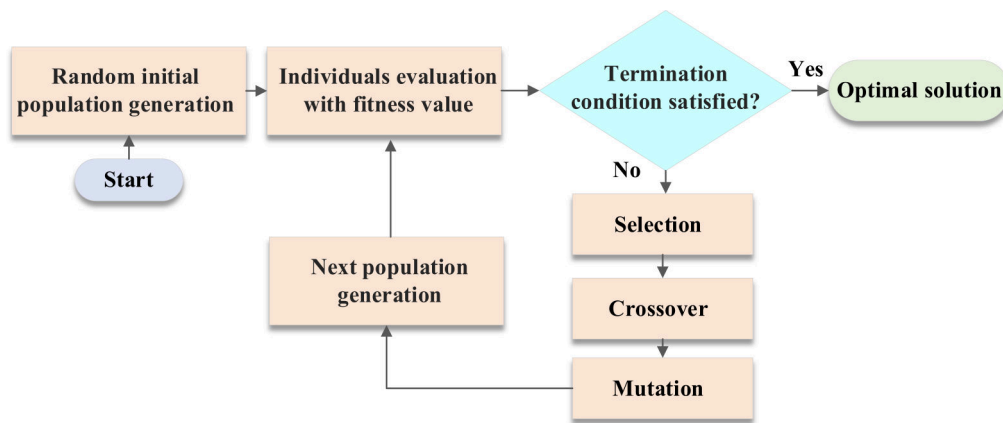 Random initial
population generation
Individuals evaluation
with fitness value
Termination
condition satisfied?
Yes
Optimal solution
Start
No
Selection
Next population
generation
Crossover
Mutation